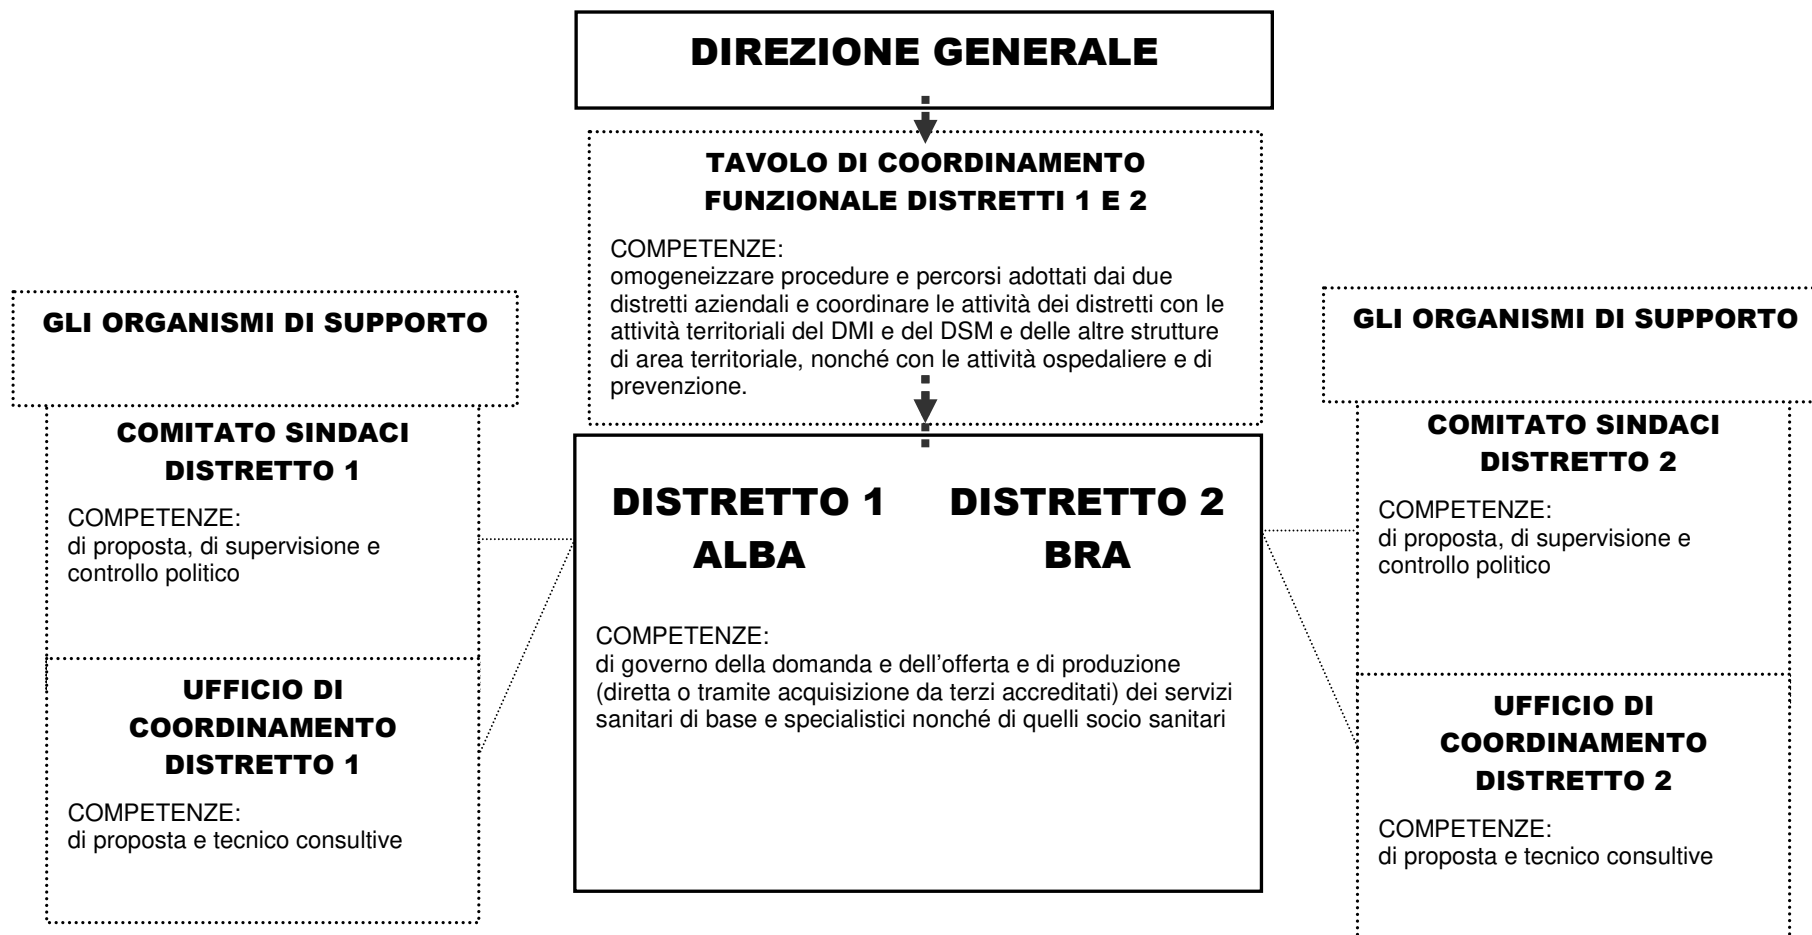 DIREZIONE GENERALE
TAVOLO DI COORDINAMENTO
FUNZIONALE DISTRETTI 1 E 2
COMPETENZE:
omogeneizzare procedure e percorsi adottati dai due
distretti aziendali e coordinare le attività dei distretti con le
attività territoriali del DMI e del DSM e delle altre strutture
di area territoriale, nonché con le attività ospedaliere e di
prevenzione.
GLI ORGANISMI DI SUPPORTO
COMITATO SINDACI
DISTRETTO 1
COMPETENZE:
di proposta, di supervisione e
controllo politico
UFFICIO DI
COORDINAMENTO
DISTRETTO 1
COMPETENZE:
di proposta e tecnico consultive
DISTRETTO 1
ALBA
DISTRETTO 2
BRA
COMPETENZE:
di governo della domanda e dell’offerta e di produzione
(diretta o tramite acquisizione da terzi accreditati) dei servizi
sanitari di base e specialistici nonché di quelli socio sanitari
GLI ORGANISMI DI SUPPORTO
COMITATO SINDACI
DISTRETTO 2
COMPETENZE:
di proposta, di supervisione e
controllo politico
UFFICIO DI
COORDINAMENTO
DISTRETTO 2
COMPETENZE:
di proposta e tecnico consultive